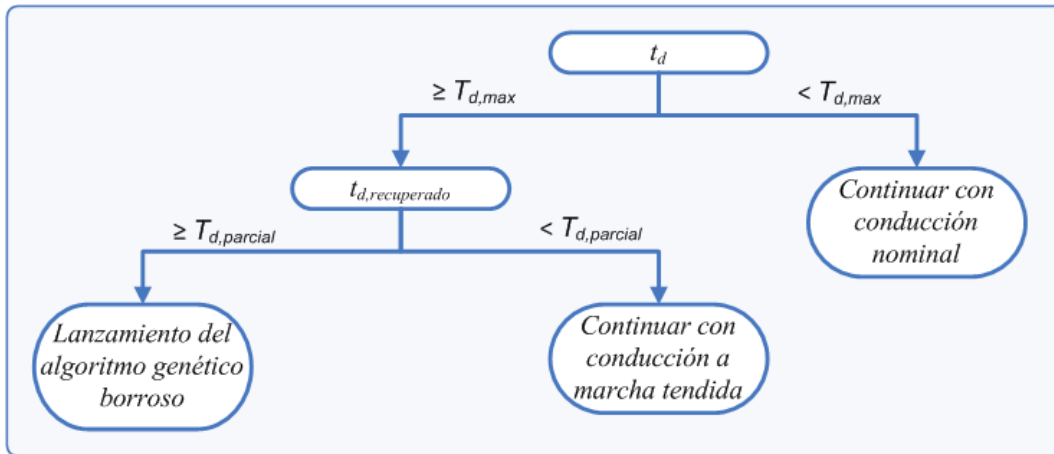 t_d
≥ T_d,max
< T_d,max
t_d,recuperado
Continuar con
conducción
nominal
≥ T_d,parcial
< T_d,parcial
Lanzamiento del
algoritmo genético
borroso
Continuar con
conducción a
marcha tendida